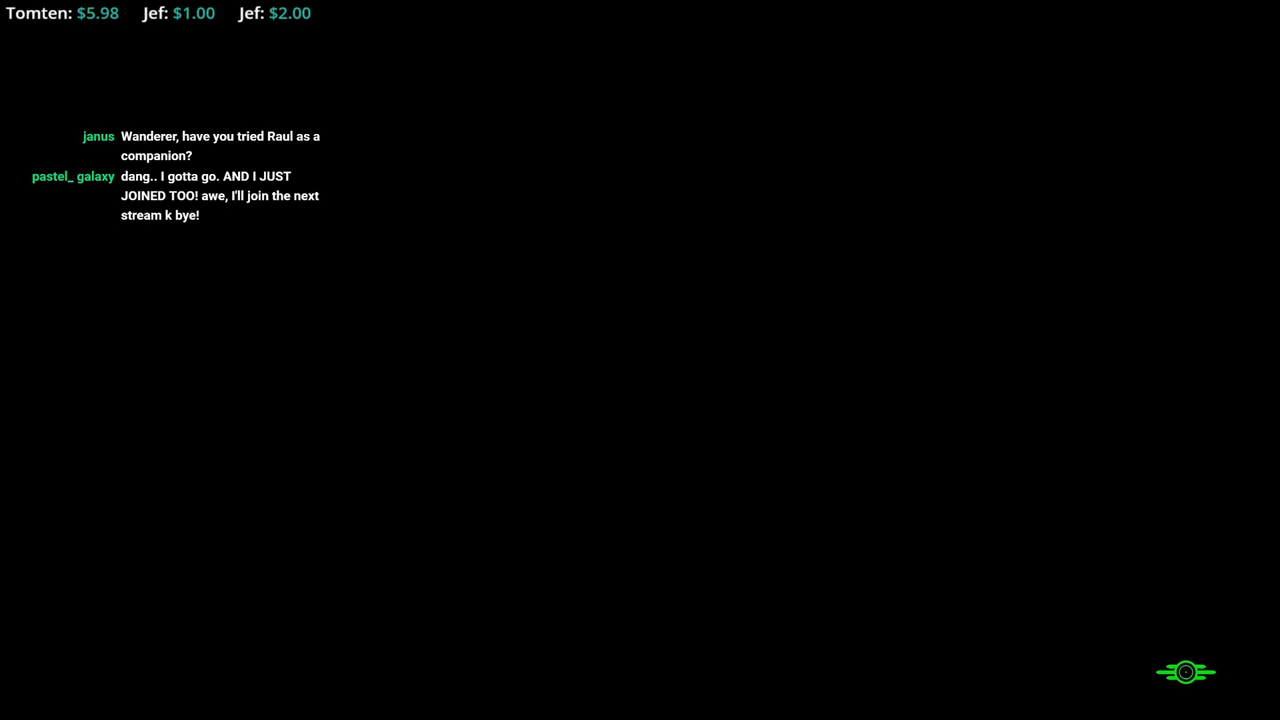 Tomten: $5.98 Jef: $1.00 Jef: $2.00
janus Wanderer, have you tried Raul as a
companion?
pastel_ galaxy dang.. I gotta go. AND I JUST
JOINED TOO! awe, I'll join the next
stream k bye!